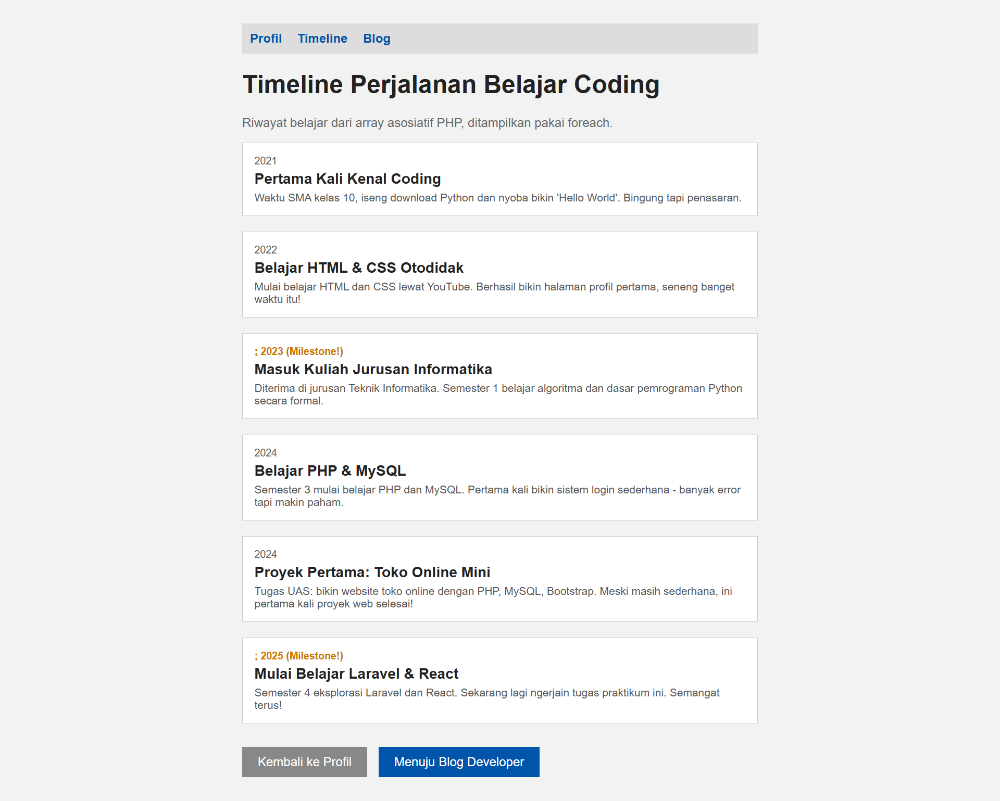 Profil Timeline Blog
Timeline Perjalanan Belajar Coding
Riwayat belajar dari array asosiatif PHP, ditampilkan pakai foreach.
2021
Pertama Kali Kenal Coding
Waktu SMA kelas 10, iseng download Python dan nyoba bikin 'Hello World'. Bingung tapi penasaran.
2022
Belajar HTML & CSS Otodidak
Mulai belajar HTML dan CSS lewat YouTube. Berhasil bikin halaman profil pertama, seneng banget
waktu itu!
; 2023 (Milestone!)
Masuk Kuliah Jurusan Informatika
Diterima di jurusan Teknik Informatika. Semester 1 belajar algoritma dan dasar pemrograman Python
secara formal.
2024
Belajar PHP & MySQL
Semester 3 mulai belajar PHP dan MySQL. Pertama kali bikin sistem login sederhana - banyak error
tapi makin paham.
2024
Proyek Pertama: Toko Online Mini
Tugas UAS: bikin website toko online dengan PHP, MySQL, Bootstrap. Meski masih sederhana, ini
pertama kali proyek web selesai!
; 2025 (Milestone!)
Mulai Belajar Laravel & React
Semester 4 eksplorasi Laravel dan React. Sekarang lagi ngerjain tugas praktikum ini. Semangat
terus!
Kembali ke Profil Menuju Blog Developer